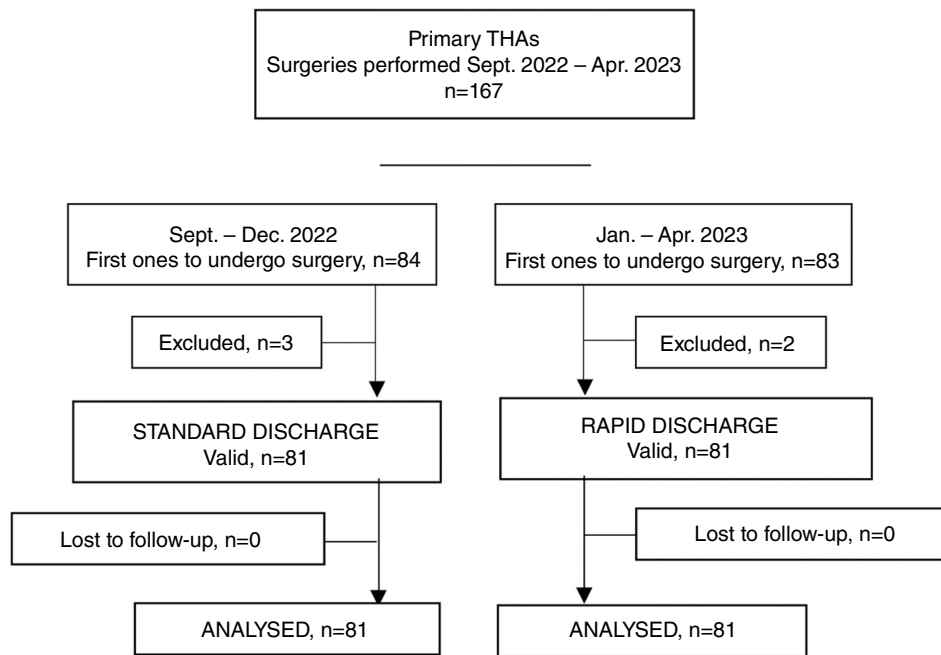 Primary THAs
Surgeries performed Sept. 2022 – Apr. 2023
n=167
Sept. – Dec. 2022
First ones to undergo surgery, n=84
Jan. – Apr. 2023
First ones to undergo surgery, n=83
Excluded, n=3
Excluded, n=2
STANDARD DISCHARGE
Valid, n=81
RAPID DISCHARGE
Valid, n=81
Lost to follow-up, n=0
Lost to follow-up, n=0
ANALYSED, n=81
ANALYSED, n=81